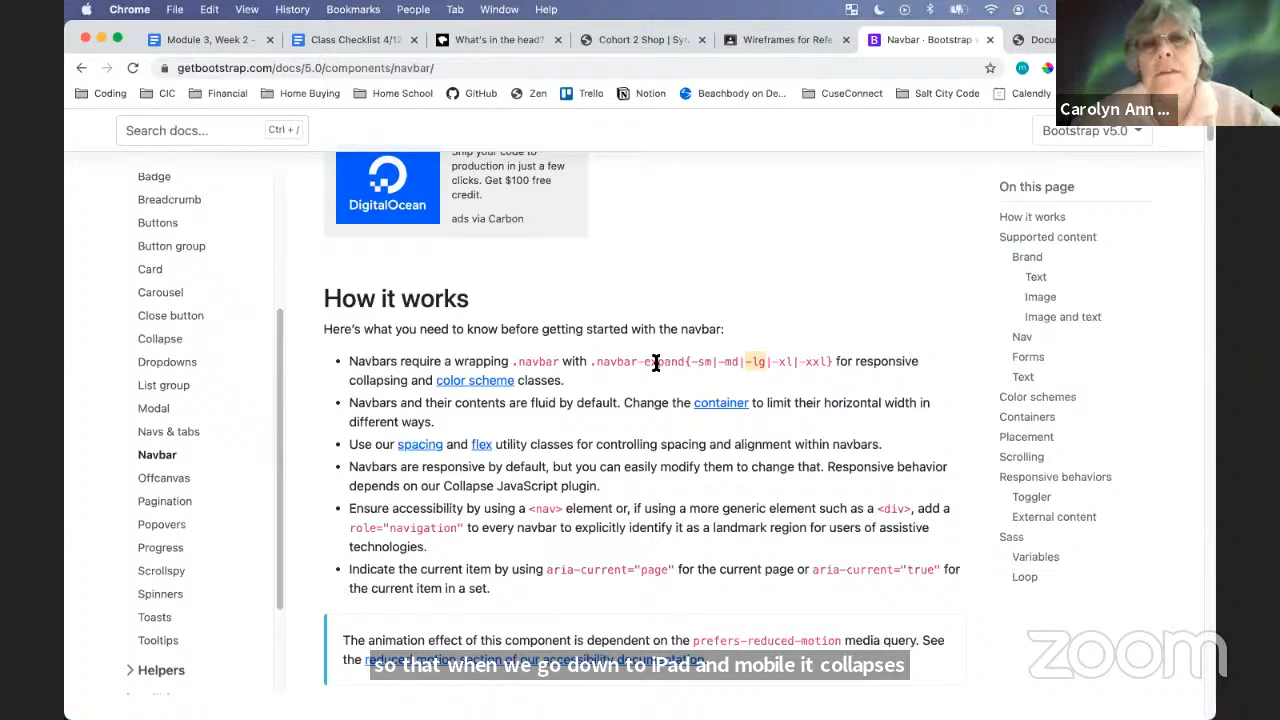 Chrome File Edit View History Bookmarks People Tab Window Help
Module 3, Week 2 - Class Checklist 4/12 What's in the head? Cohort 2 Shop | Syra Wireframes for Refe Navbar · Bootstrap v Docu
getbootstrap.com/docs/5.0/components/navbar/
Coding CIC Financial Home Buying Home School GitHub Zen Trello Notion Beachbody on De... CuseConnect Salt City Code Calendly
Carolyn Ann ...
Search docs... Ctrl + /
Bootstrap v5.0
Badge
Breadcrumb
Buttons
Button group
Card
Carousel
Close button
Collapse
Dropdowns
List group
Modal
Navs & tabs
Navbar
Offcanvas
Pagination
Popovers
Progress
Scrollspy
Spinners
Toasts
Tooltips
Helpers
DigitalOcean
Ship your code to
production in just a few
clicks. Get $100 free
credit.
ads via Carbon
How it works
Here's what you need to know before getting started with the navbar:
• Navbars require a wrapping .navbar with .navbar-expand{-sm|-md|-lg|-xl|-xxl} for responsive
collapsing and color scheme classes.
• Navbars and their contents are fluid by default. Change the container to limit their horizontal width in
different ways.
• Use our spacing and flex utility classes for controlling spacing and alignment within navbars.
• Navbars are responsive by default, but you can easily modify them to change that. Responsive behavior
depends on our Collapse JavaScript plugin.
• Ensure accessibility by using a <nav> element or, if using a more generic element such as a <div>, add a
role="navigation" to every navbar to explicitly identify it as a landmark region for users of assistive
technologies.
• Indicate the current item by using aria-current="page" for the current page or aria-current="true" for
the current item in a set.
The animation effect of this component is dependent on the prefers-reduced-motion media query. See
the reduced motion section of our accessibility documentation.
so that when we go down to iPad and mobile it collapses
On this page
How it works
Supported content
Brand
Text
Image
Image and text
Nav
Forms
Text
Color schemes
Containers
Placement
Scrolling
Responsive behaviors
Toggler
External content
Sass
Variables
Loop
zoom